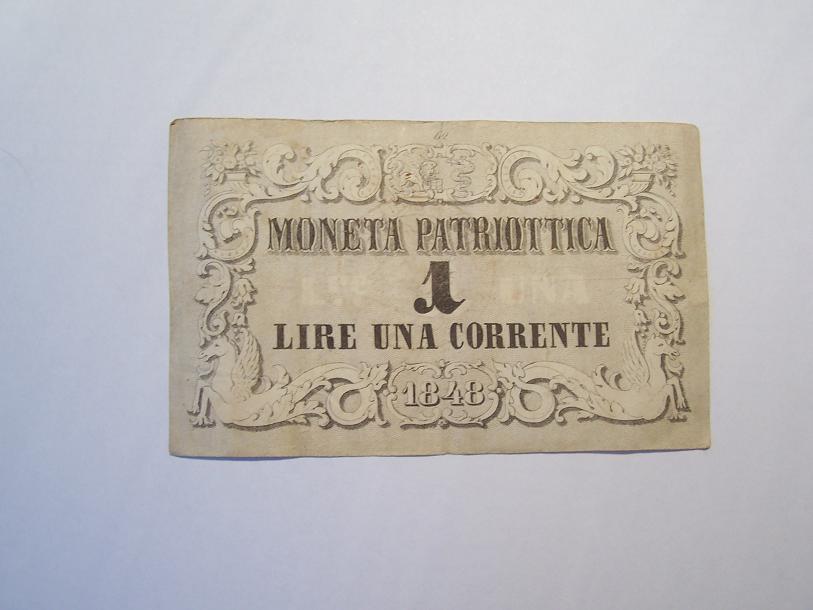 MONETA PATRIOTTICA
1
LIRE UNA CORRENTE
1848